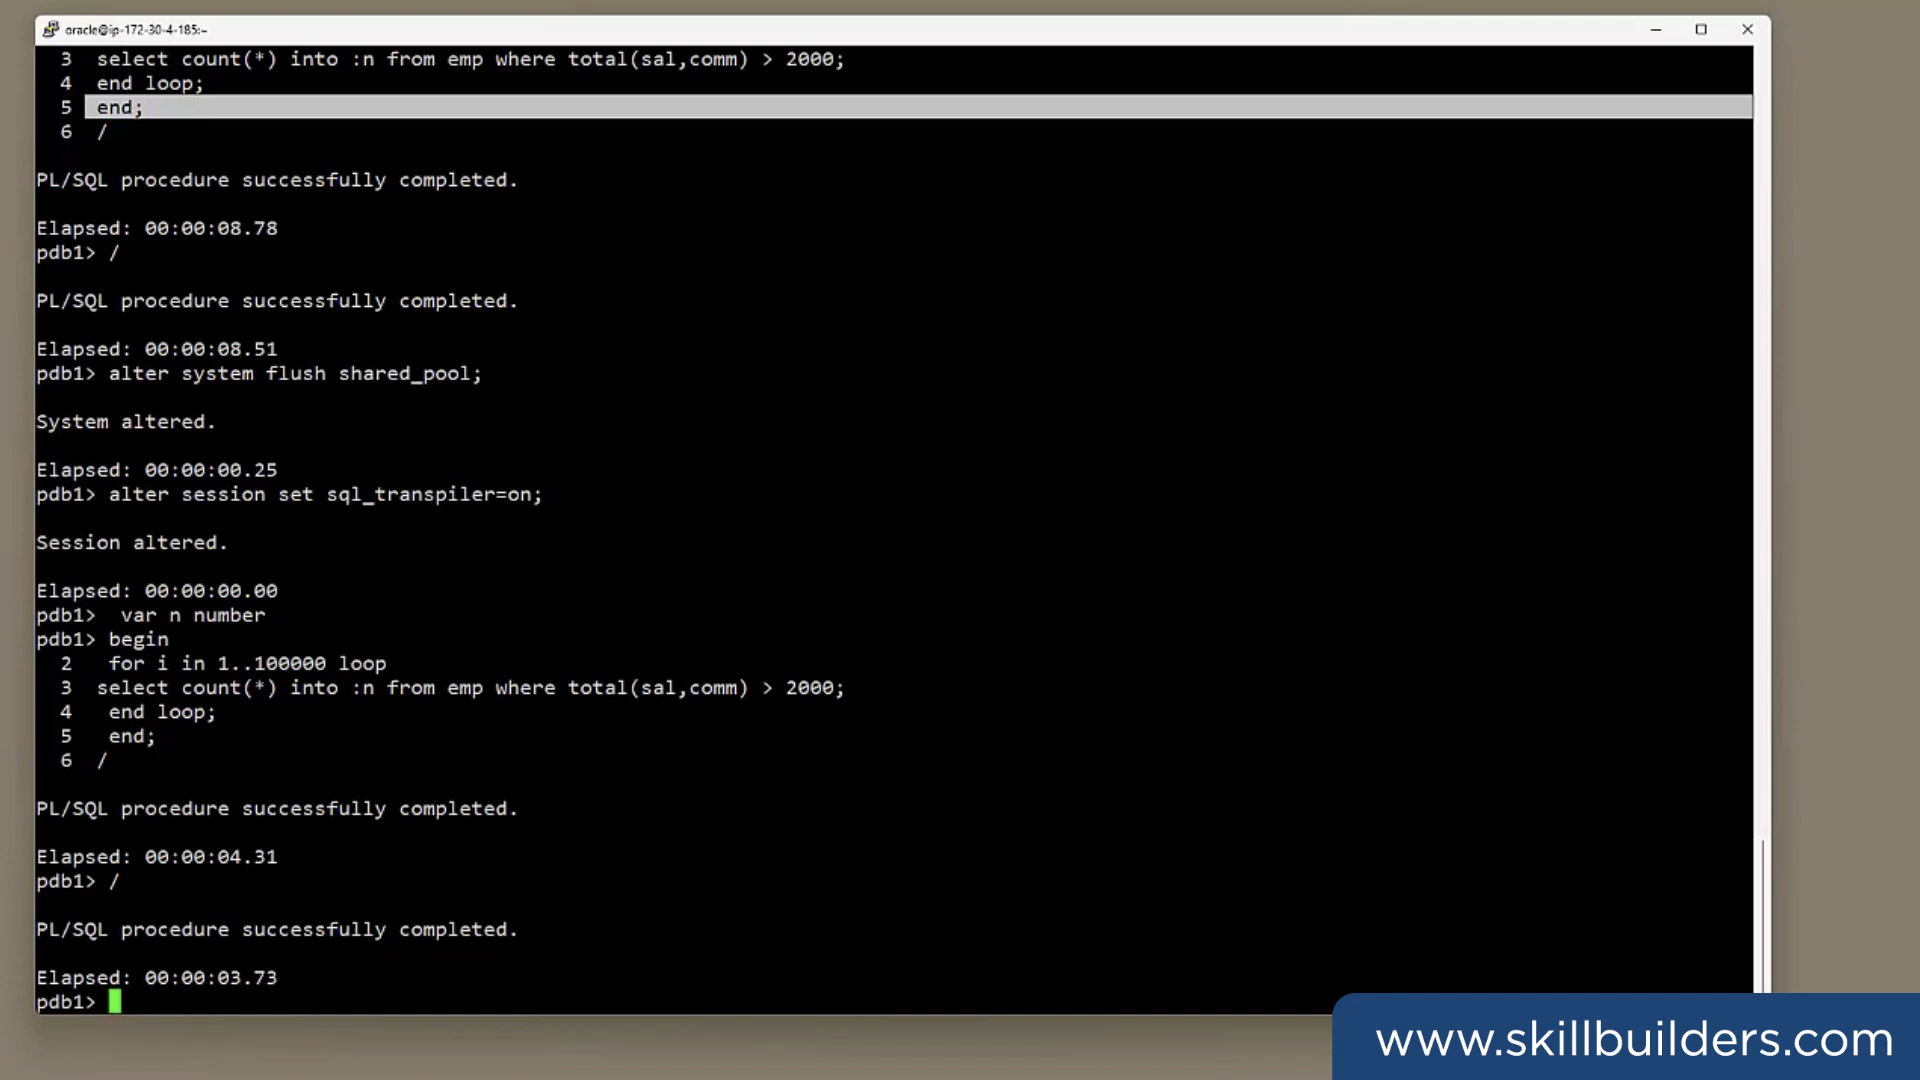 oracle@ip-172-30-4-185:~
3 select count(*) into :n from emp where total(sal,comm) > 2000;
4 end loop;
5 end;
6 /
PL/SQL procedure successfully completed.
Elapsed: 00:00:08.78
pdb1> /
PL/SQL procedure successfully completed.
Elapsed: 00:00:08.51
pdb1> alter system flush shared_pool;
System altered.
Elapsed: 00:00:00.25
pdb1> alter session set sql_transpiler=on;
Session altered.
Elapsed: 00:00:00.00
pdb1>  var n number
pdb1> begin
2   for i in 1..100000 loop
3  select count(*) into :n from emp where total(sal,comm) > 2000;
4   end loop;
5   end;
6  /
PL/SQL procedure successfully completed.
Elapsed: 00:00:04.31
pdb1> /
PL/SQL procedure successfully completed.
Elapsed: 00:00:03.73
pdb1>
www.skillbuilders.com